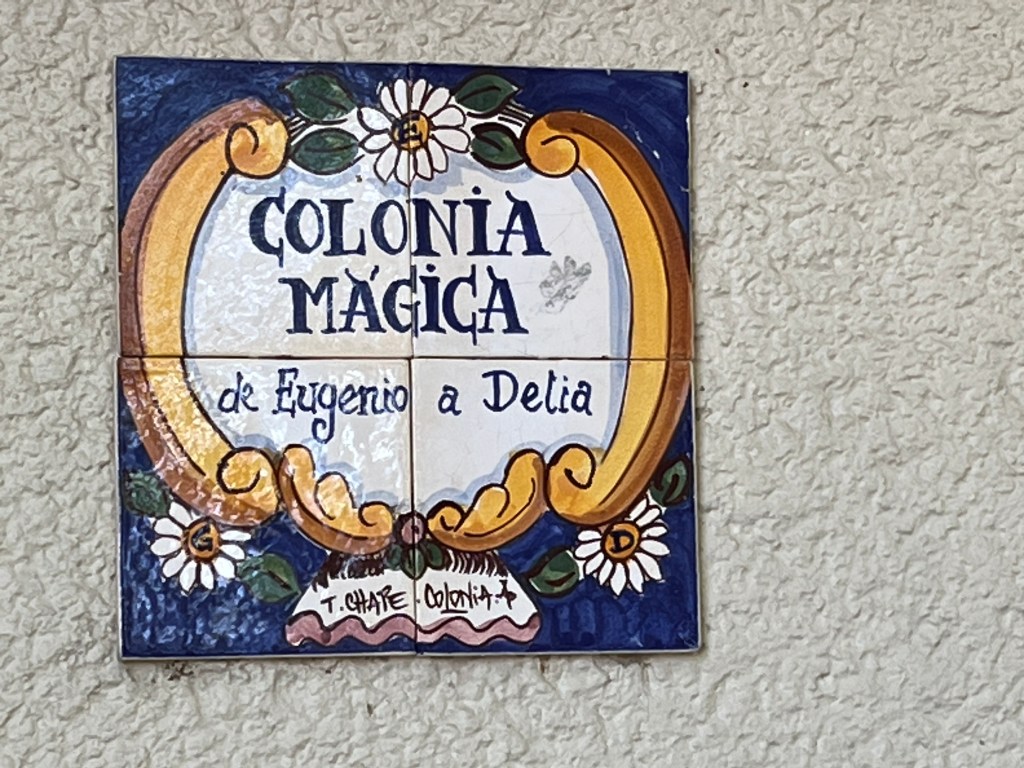 E
COLONIA
MÁGICA
de Eugenio a Delia
G
D
T. CHAPE. COLONIA.